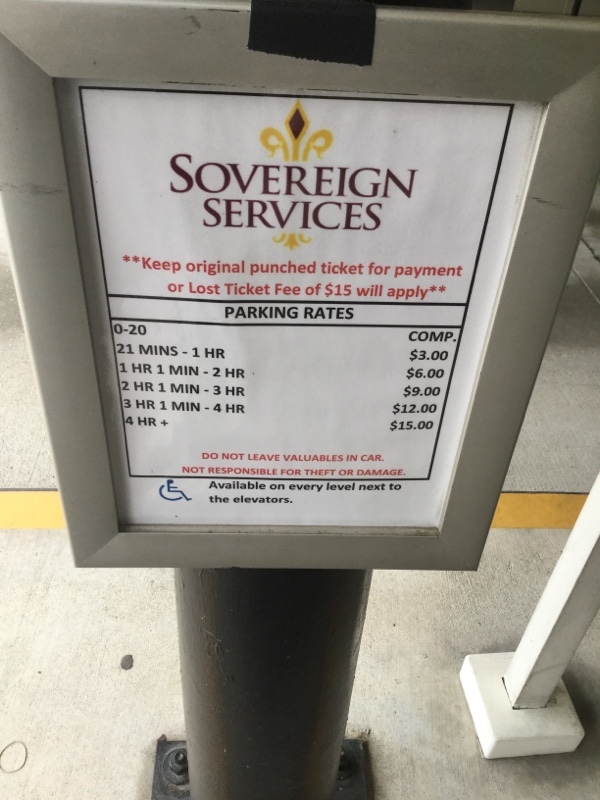 SOVEREIGN
SERVICES
**Keep original punched ticket for payment
or Lost Ticket Fee of $15 will apply**
PARKING RATES
0-20 COMP.
21 MINS - 1 HR $3.00
1 HR 1 MIN - 2 HR $6.00
2 HR 1 MIN - 3 HR $9.00
3 HR 1 MIN - 4 HR $12.00
4 HR + $15.00
DO NOT LEAVE VALUABLES IN CAR.
NOT RESPONSIBLE FOR THEFT OR DAMAGE.
Available on every level next to
the elevators.